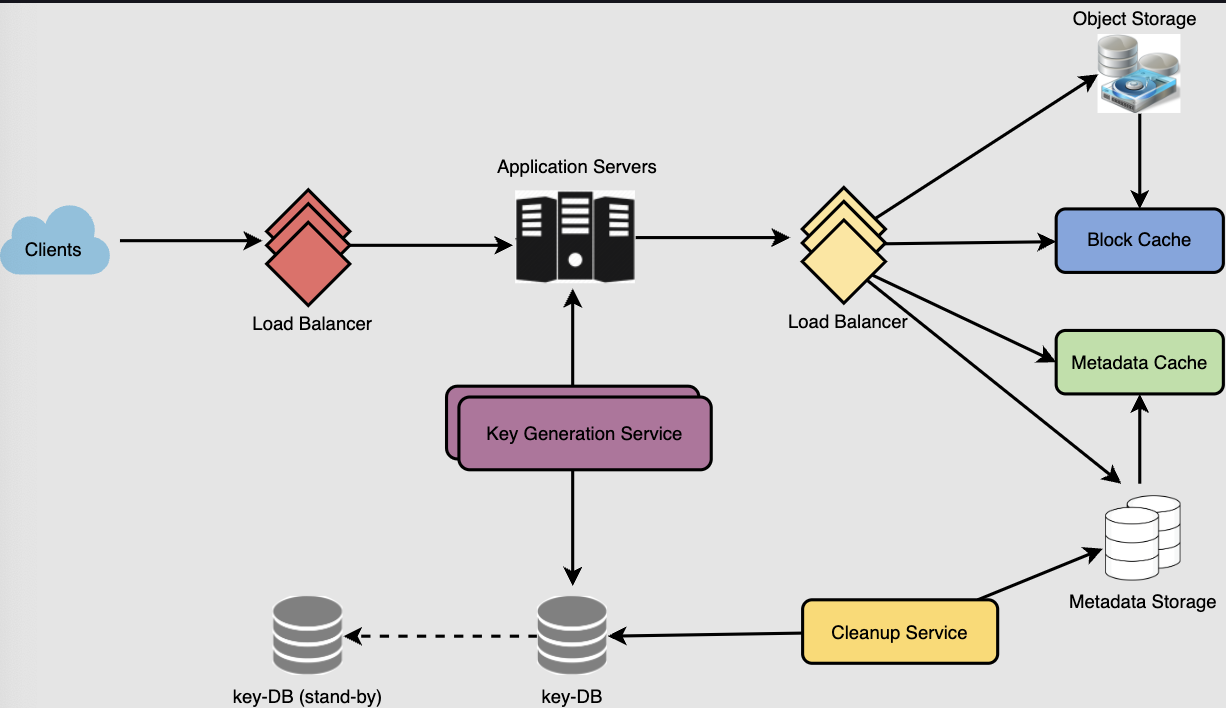 Object Storage
Application Servers
Clients
Block Cache
Load Balancer
Load Balancer
Metadata Cache
Key Generation Service
Metadata Storage
Cleanup Service
key-DB (stand-by)
key-DB